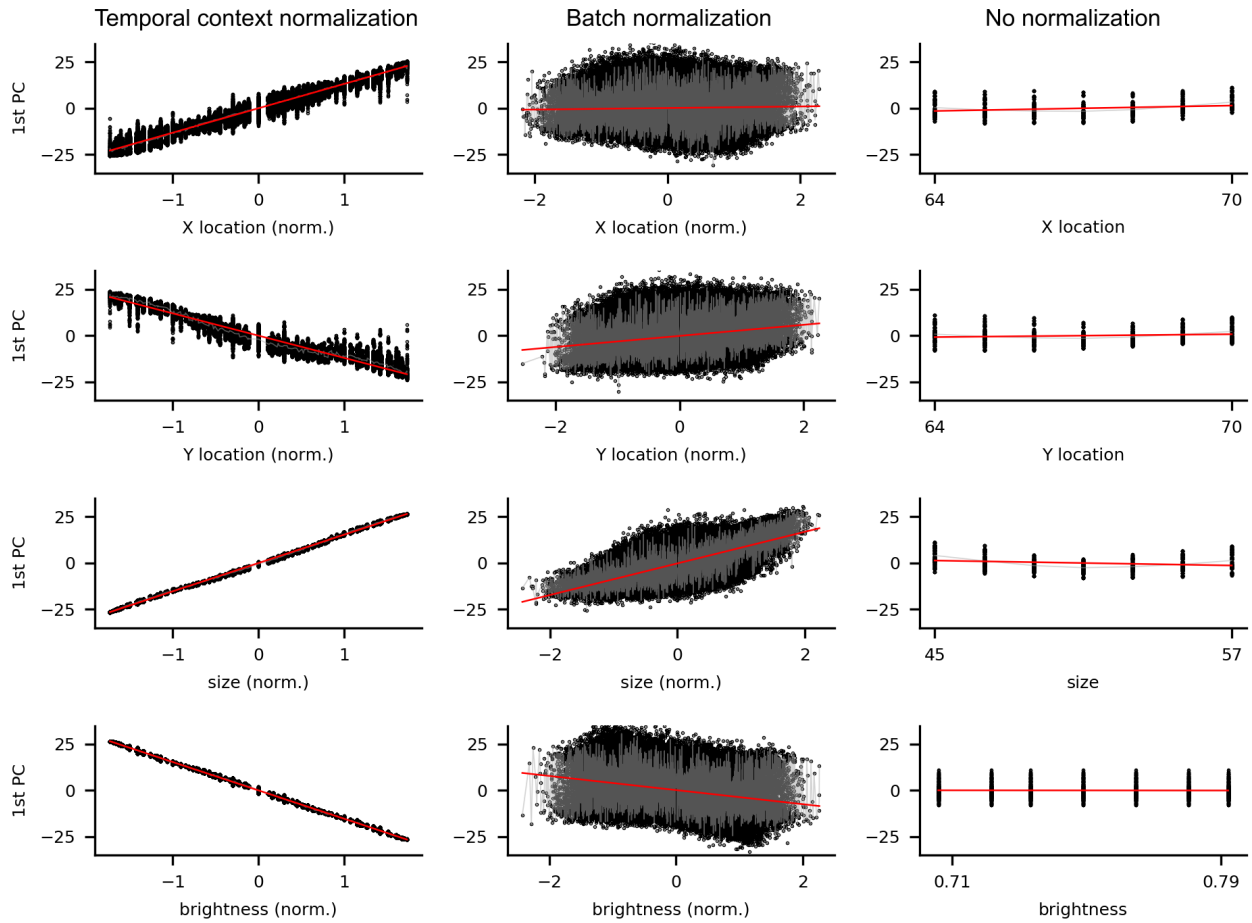 Temporal context normalization Batch normalization No normalization
1st PC 25 0 −25 25 0 −25 25 0 −25
−1 0 1 −2 0 2 64 70
X location (norm.) X location (norm.) X location
1st PC 25 0 −25 25 0 −25 25 0 −25
−1 0 1 −2 0 2 64 70
Y location (norm.) Y location (norm.) Y location
1st PC 25 0 −25 25 0 −25 25 0 −25
−1 0 1 −2 0 2 45 57
size (norm.) size (norm.) size
1st PC 25 0 −25 25 0 −25 25 0 −25
−1 0 1 −2 0 2 0.71 0.79
brightness (norm.) brightness (norm.) brightness